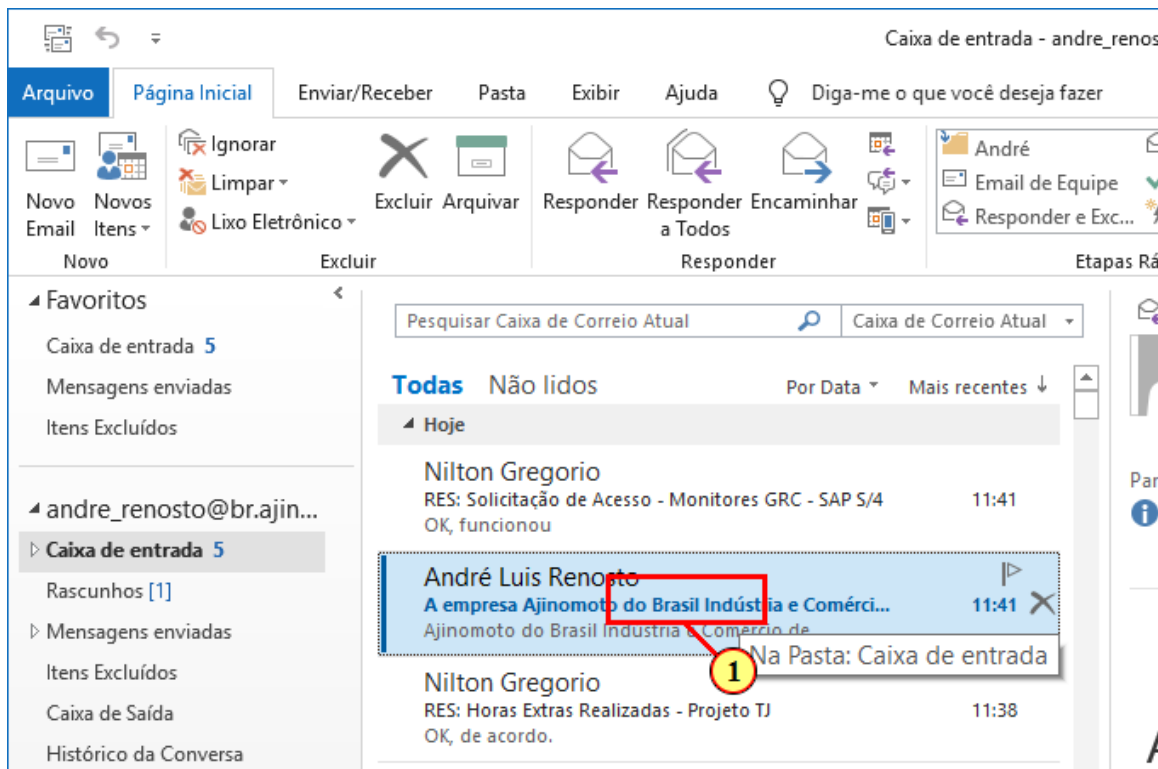 Caixa de entrada - andre_renos
Arquivo Página Inicial Enviar/Receber Pasta Exibir Ajuda Diga-me o que você deseja fazer
Ignorar
Limpar
Lixo Eletrônico
Novo Email
Novos Itens
Excluir Arquivar
Responder Responder a Todos Encaminhar
André
Email de Equipe
Responder e Exc...
Novo Excluir Responder Etapas Rá
Favoritos
Caixa de entrada 5
Mensagens enviadas
Itens Excluídos
andre_renosto@br.ajin...
Caixa de entrada 5
Rascunhos [1]
Mensagens enviadas
Itens Excluídos
Caixa de Saída
Histórico da Conversa
Pesquisar Caixa de Correio Atual Caixa de Correio Atual
Todas Não lidos Por Data Mais recentes ↓
Hoje
Nilton Gregorio
RES: Solicitação de Acesso - Monitores GRC - SAP S/4 11:41
OK, funcionou
André Luis Renosto
A empresa Ajinomoto do Brasil Indústria e Comérci... 11:41
Ajinomoto do Brasil Indústria e Comércio de
1
Na Pasta: Caixa de entrada
Nilton Gregorio
RES: Horas Extras Realizadas - Projeto TJ 11:38
OK, de acordo.
Par